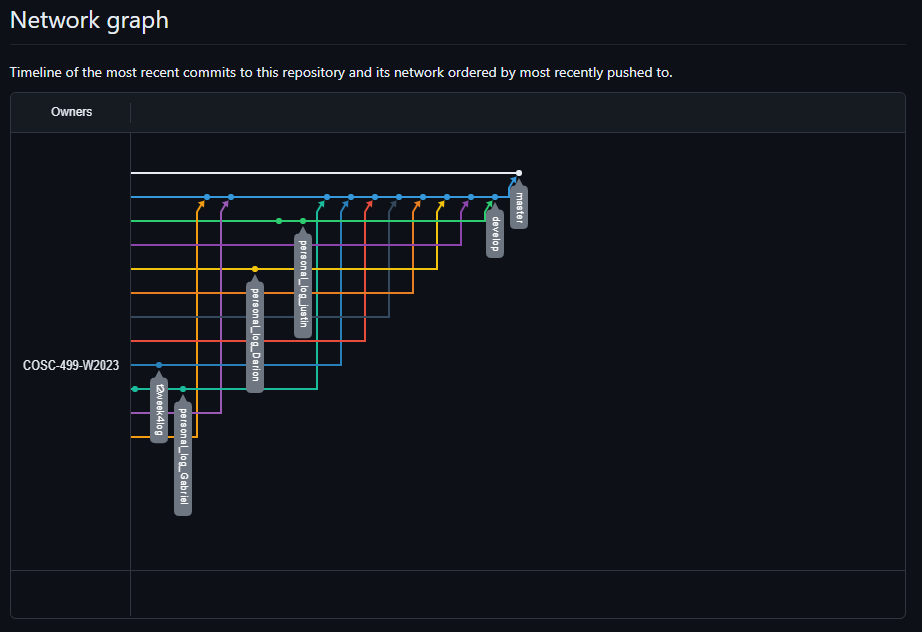 Network graph
Timeline of the most recent commits to this repository and its network ordered by most recently pushed to.
Owners
master
develop
personal_log_justin
personal_log_Darion
COSC-499-W2023
t2week4log
personal_log_Gabriel